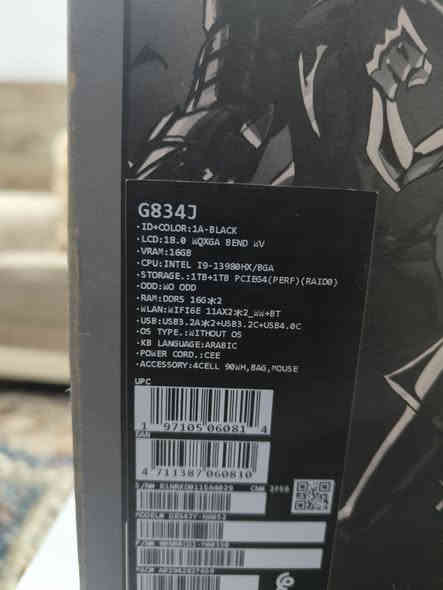 G834J
·ID+COLOR:1A-BLACK
·LCD:18.0 WQXGA BEND WV
·VRAM:16GB
·CPU:INTEL I9-13980HX/BGA
·STORAGE.:1TB+1TB PCIEG4(PERF)(RAID0)
·ODD:WO ODD
·RAM:DDR5 16G*2
·WLAN:WIFI6E 11AX2*2_WW+BT
·USB:USB3.2A*2+USB3.2C+USB4.0C
·OS TYPE.:WITHOUT OS
·KB LANGUAGE:ARABIC
·POWER CORD.:CEE
·ACCESSORY:4CELL 90WH,BAG,MOUSE
UPC
1 97105 06081 4
EAN
4 711387 060810
S/NO
MODEL#
P/NO